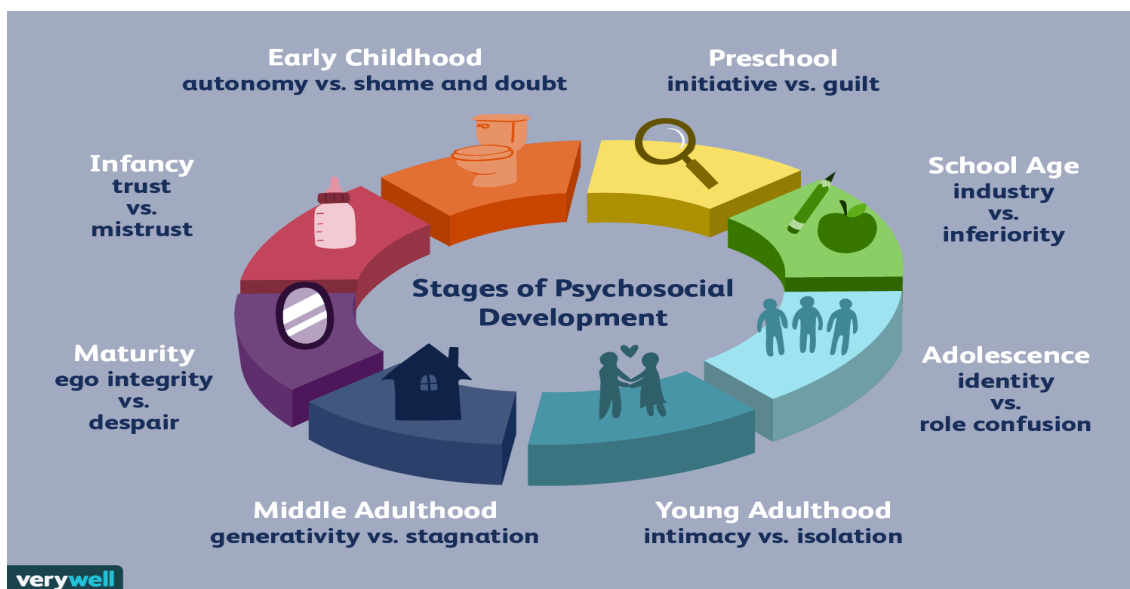 Early Childhood
autonomy vs. shame and doubt
Preschool
initiative vs. guilt
Infancy
trust
vs.
mistrust
School Age
industry
vs.
inferiority
Stages of Psychosocial
Development
Maturity
ego integrity
vs.
despair
Adolescence
identity
vs.
role confusion
Middle Adulthood
generativity vs. stagnation
Young Adulthood
intimacy vs. isolation
verywell